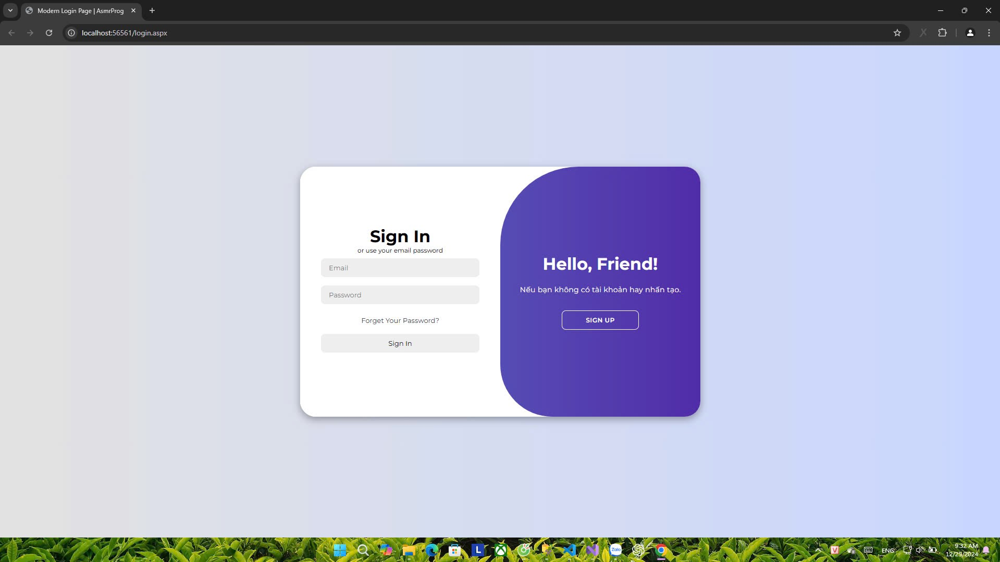 Modern Login Page | AsmrProg
localhost:56561/login.aspx
Sign In
or use your email password
Email
Password
Forget Your Password?
Sign In
Hello, Friend!
Nếu bạn không có tài khoản hay nhấn tạo.
SIGN UP
L
Zalo
V
ENG
9:32 AM
12/25/2024